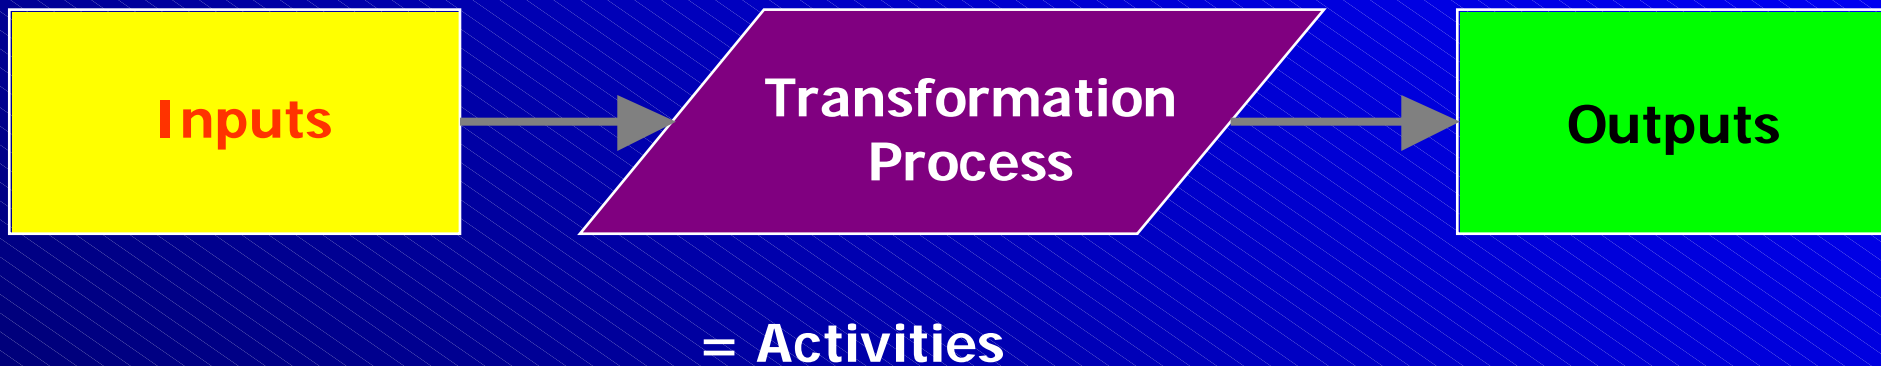 Inputs
Transformation
Process
Outputs
= Activities